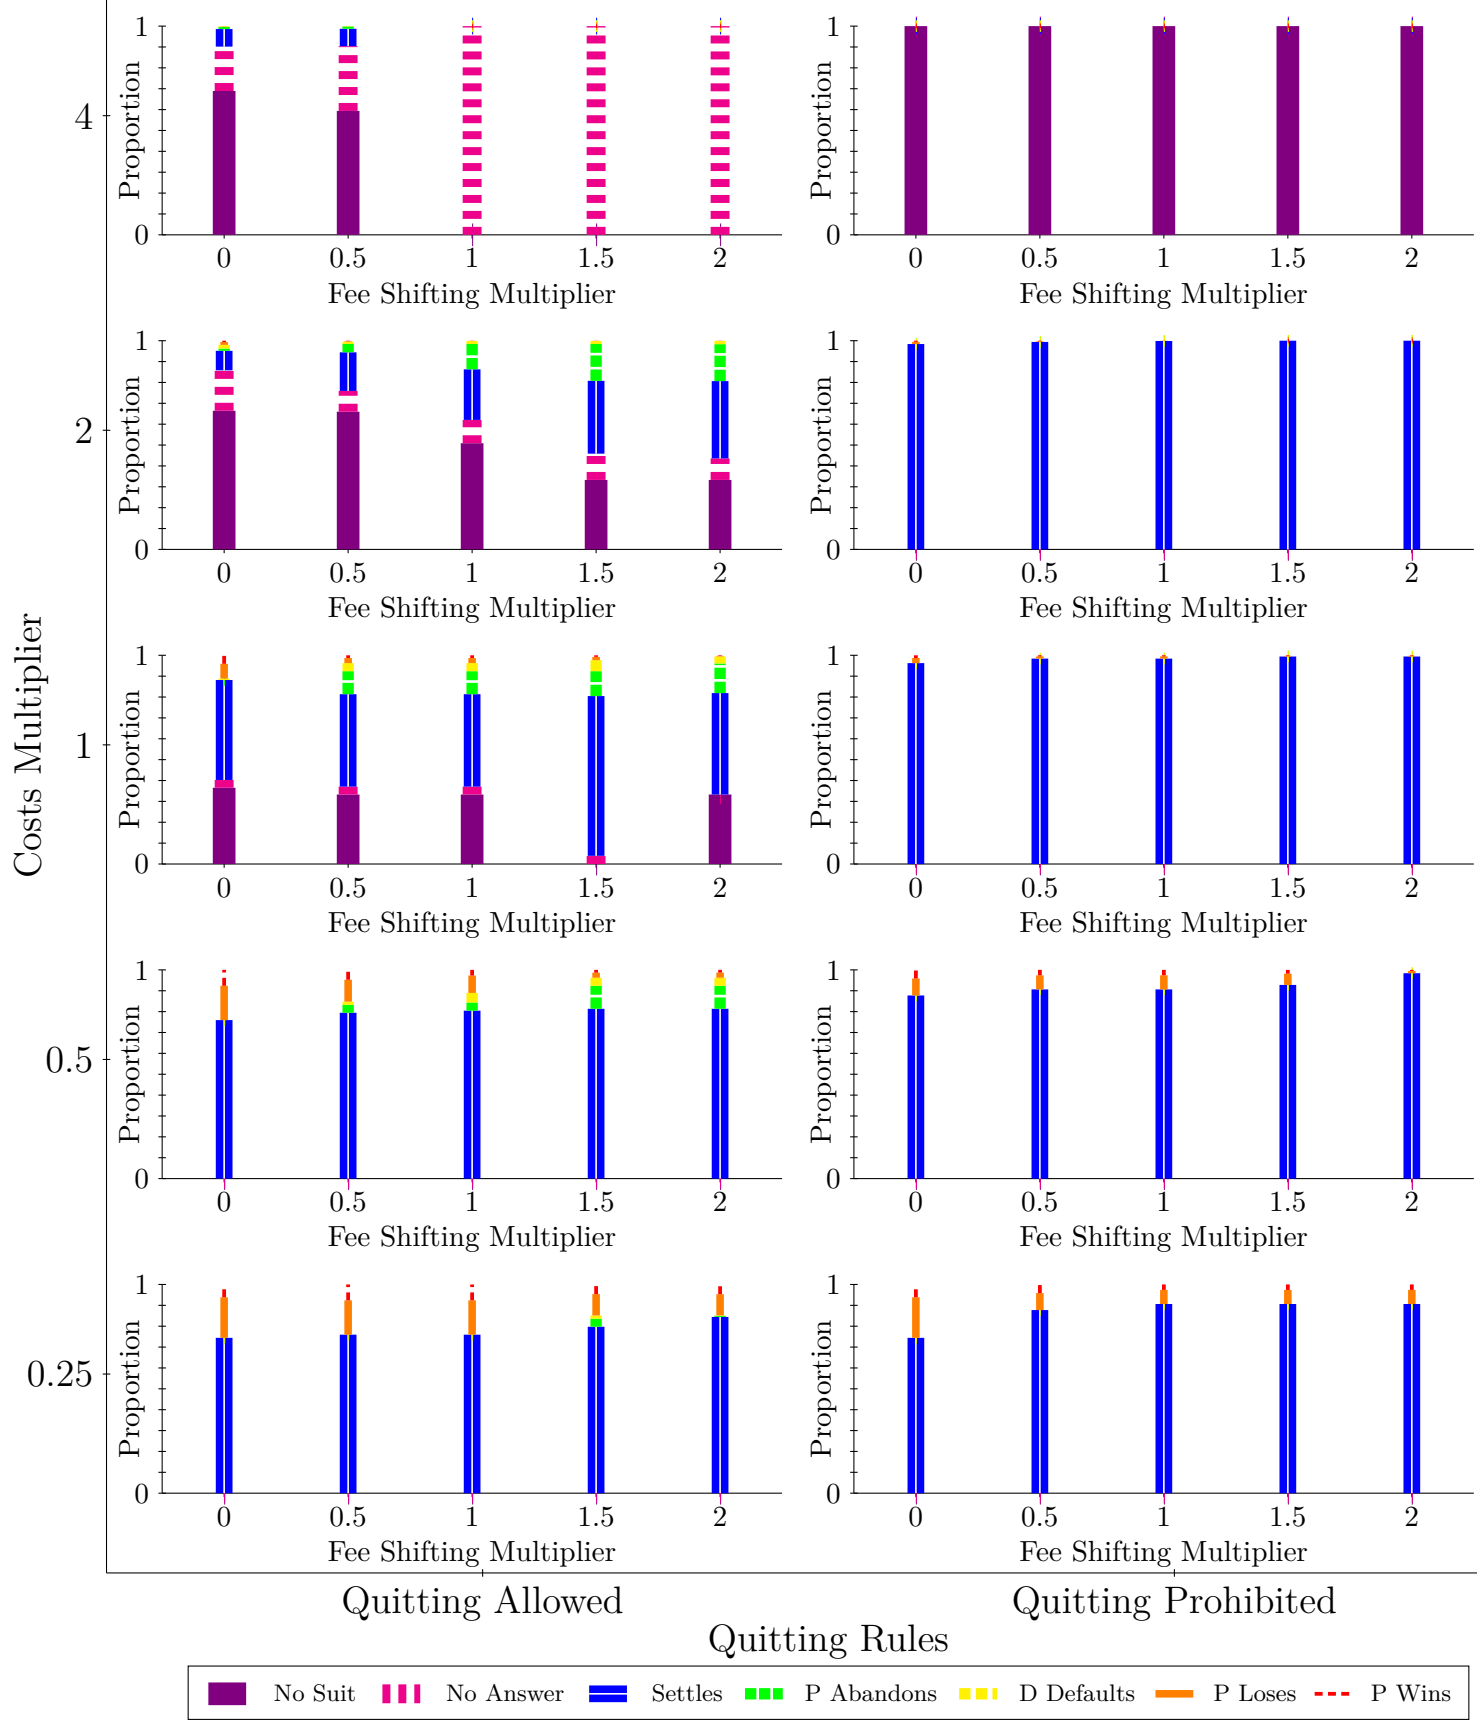 Costs Multiplier
4
Proportion
1
0
0 0.5 1 1.5 2
Fee Shifting Multiplier
Proportion
1
0
0 0.5 1 1.5 2
Fee Shifting Multiplier
2
Proportion
1
0
0 0.5 1 1.5 2
Fee Shifting Multiplier
Proportion
1
0
0 0.5 1 1.5 2
Fee Shifting Multiplier
1
Proportion
1
0
0 0.5 1 1.5 2
Fee Shifting Multiplier
Proportion
1
0
0 0.5 1 1.5 2
Fee Shifting Multiplier
0.5
Proportion
1
0
0 0.5 1 1.5 2
Fee Shifting Multiplier
Proportion
1
0
0 0.5 1 1.5 2
Fee Shifting Multiplier
0.25
Proportion
1
0
0 0.5 1 1.5 2
Fee Shifting Multiplier
Proportion
1
0
0 0.5 1 1.5 2
Fee Shifting Multiplier
Quitting Allowed Quitting Prohibited
Quitting Rules
No Suit No Answer Settles P Abandons D Defaults P Loses P Wins